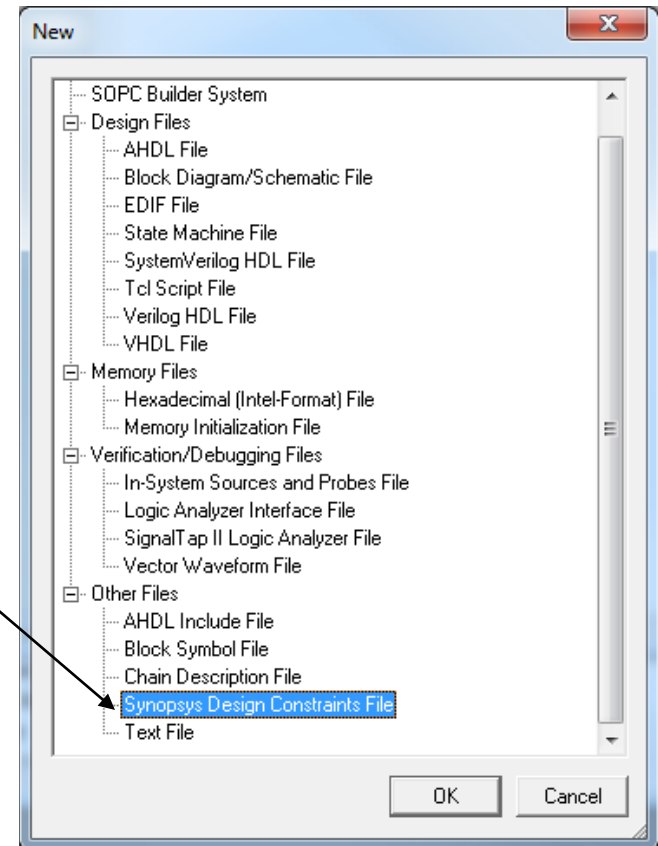 New
SOPC Builder System
Design Files
AHDL File
Block Diagram/Schematic File
EDIF File
State Machine File
SystemVerilog HDL File
Tcl Script File
Verilog HDL File
VHDL File
Memory Files
Hexadecimal (Intel-Format) File
Memory Initialization File
Verification/Debugging Files
In-System Sources and Probes File
Logic Analyzer Interface File
SignalTap II Logic Analyzer File
Vector Waveform File
Other Files
AHDL Include File
Block Symbol File
Chain Description File
Synopsys Design Constraints File
Text File
OK Cancel